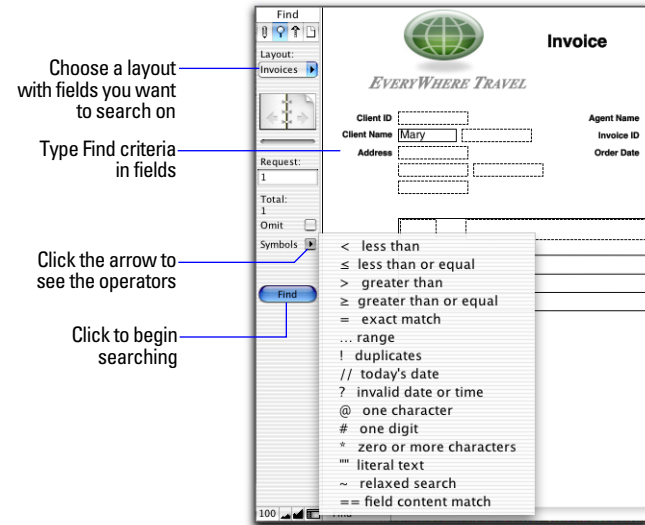 Find
Layout:
Invoices
Request:
1
Total:
1
Omit
Symbols
Find
100
Choose a layout
with fields you want
to search on
Type Find criteria
in fields
Click the arrow to
see the operators
Click to begin
searching
Invoice
EVERYWHERE TRAVEL
Client ID
Agent Name
Client Name Mary
Invoice ID
Address
Order Date
< less than
≤ less than or equal
> greater than
≥ greater than or equal
= exact match
... range
! duplicates
// today's date
? invalid date or time
@ one character
# one digit
* zero or more characters
"" literal text
~ relaxed search
== field content match